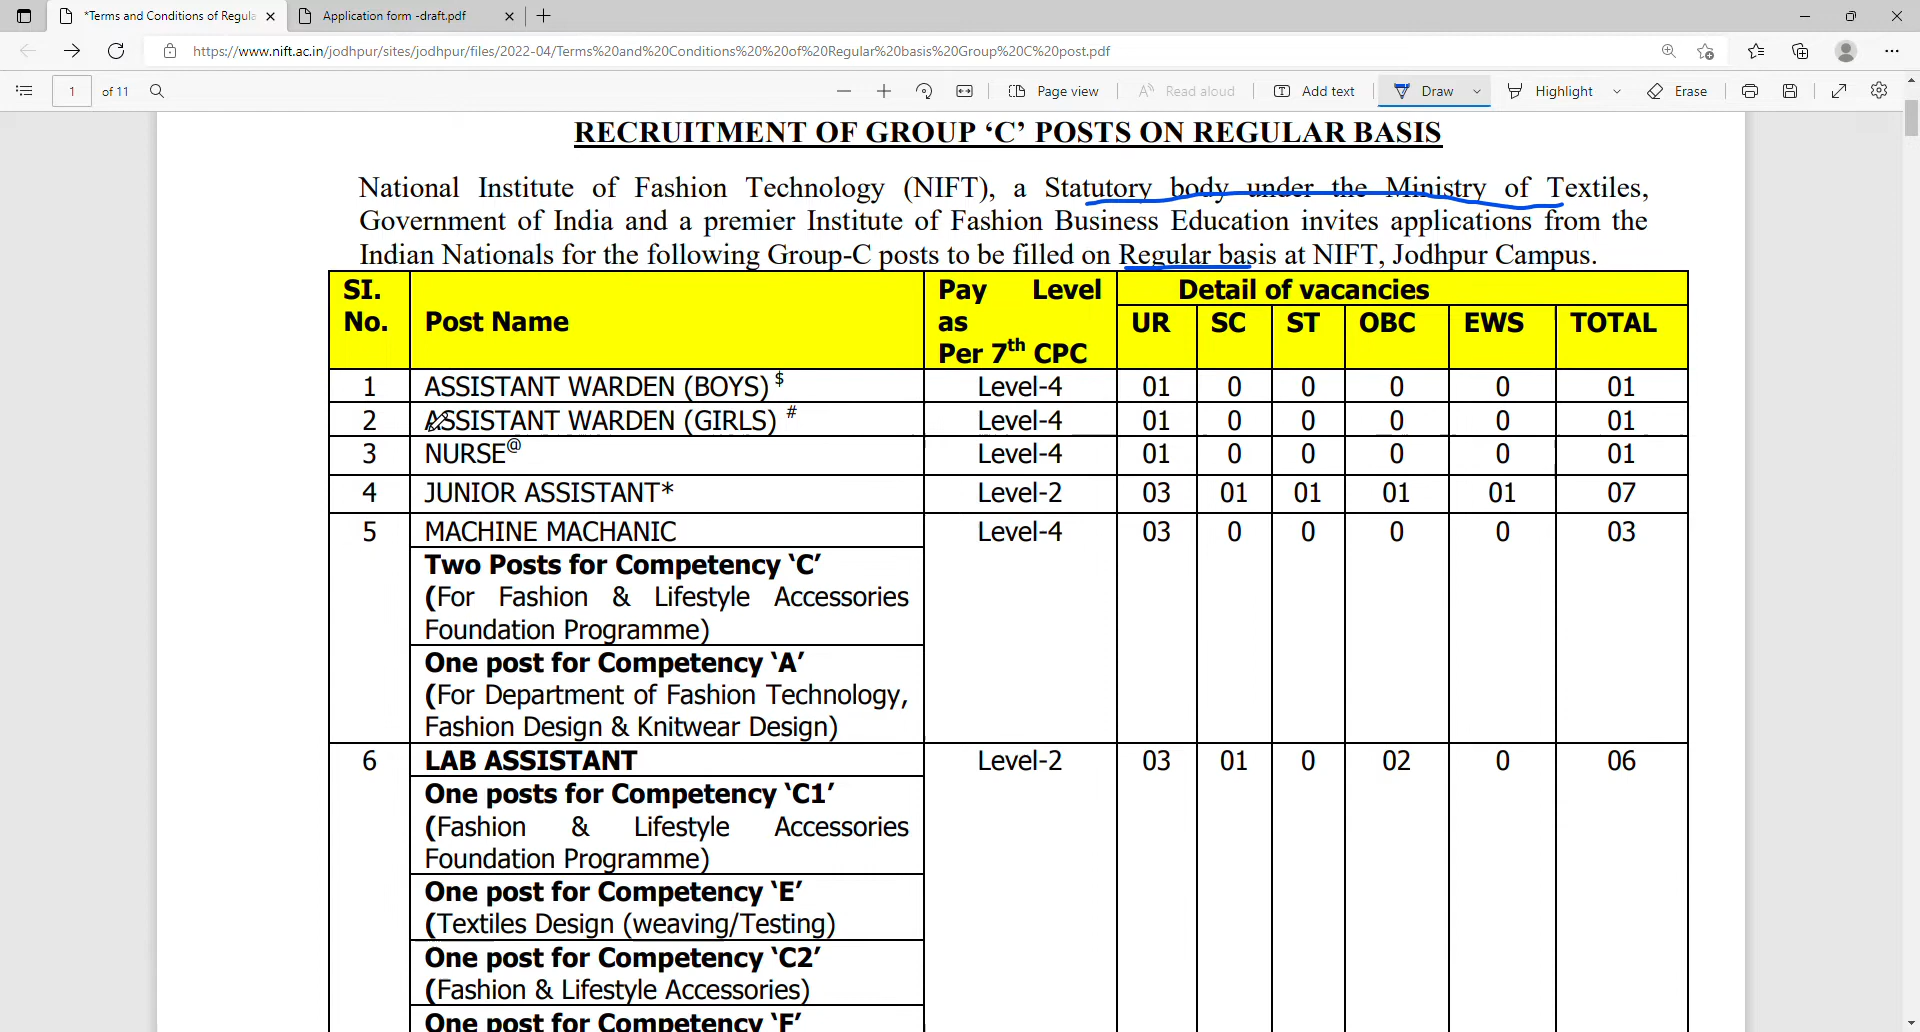 *Terms and Conditions of Regula
Application form -draft.pdf
https://www.nift.ac.in/jodhpur/sites/jodhpur/files/2022-04/Terms%20and%20Conditions%20%20of%20Regular%20basis%20Group%20C%20post.pdf
1 of 11 Page view Read aloud Add text Draw Highlight Erase
RECRUITMENT OF GROUP ‘C’ POSTS ON REGULAR BASIS
National Institute of Fashion Technology (NIFT), a Statutory body under the Ministry of Textiles,
Government of India and a premier Institute of Fashion Business Education invites applications from the
Indian Nationals for the following Group-C posts to be filled on Regular basis at NIFT, Jodhpur Campus.
SI. No. Post Name Pay Level as Per 7th CPC Detail of vacancies
UR SC ST OBC EWS TOTAL
1 ASSISTANT WARDEN (BOYS) $ Level-4 01 0 0 0 0 01
2 ASSISTANT WARDEN (GIRLS) # Level-4 01 0 0 0 0 01
3 NURSE@ Level-4 01 0 0 0 0 01
4 JUNIOR ASSISTANT* Level-2 03 01 01 01 01 07
5 MACHINE MACHANIC Level-4 03 0 0 0 0 03
Two Posts for Competency ‘C’
(For Fashion & Lifestyle Accessories
Foundation Programme)
One post for Competency ‘A’
(For Department of Fashion Technology,
Fashion Design & Knitwear Design)
6 LAB ASSISTANT Level-2 03 01 0 02 0 06
One posts for Competency ‘C1’
(Fashion & Lifestyle Accessories
Foundation Programme)
One post for Competency ‘E’
(Textiles Design (weaving/Testing)
One post for Competency ‘C2’
(Fashion & Lifestyle Accessories)
One post for Competency ‘F’